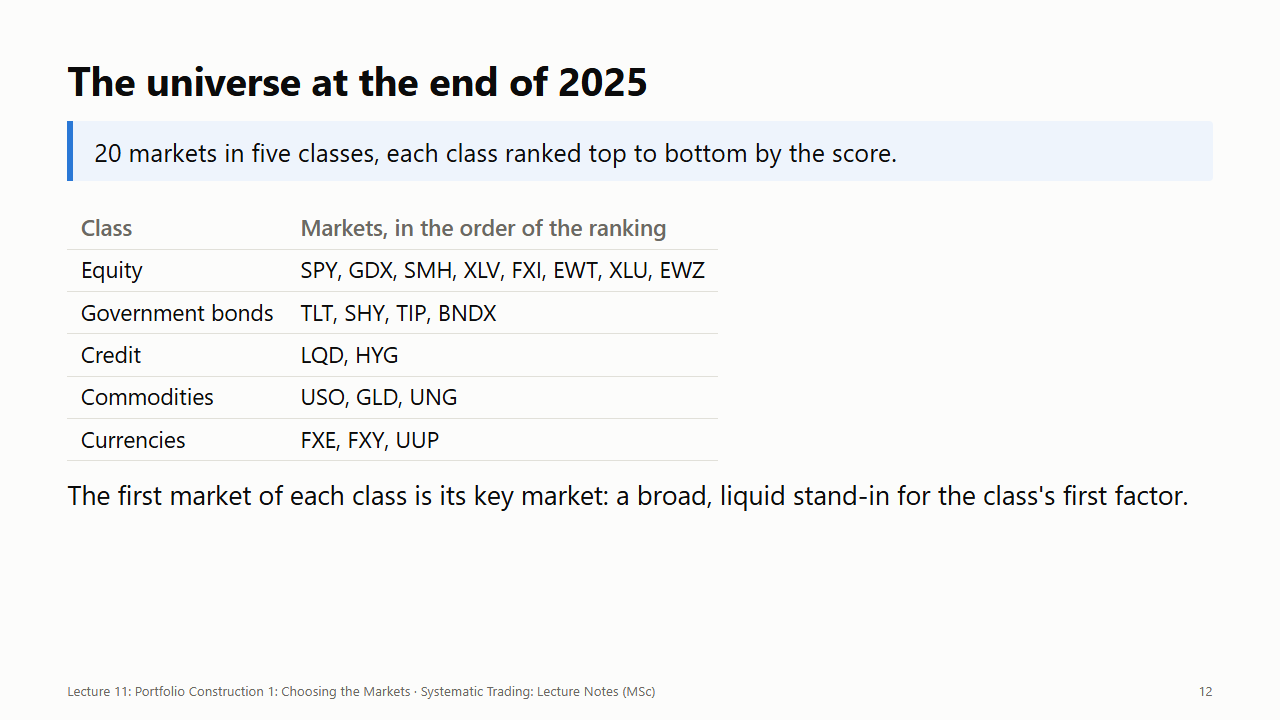 The universe at the end of 2025
20 markets in five classes, each class ranked top to bottom by the score.
Class Markets, in the order of the ranking
Equity SPY, GDX, SMH, XLV, FXI, EWT, XLU, EWZ
Government bonds TLT, SHY, TIP, BNDX
Credit LQD, HYG
Commodities USO, GLD, UNG
Currencies FXE, FXY, UUP
The first market of each class is its key market: a broad, liquid stand-in for the class's first factor.
Lecture 11: Portfolio Construction 1: Choosing the Markets · Systematic Trading: Lecture Notes (MSc) 12